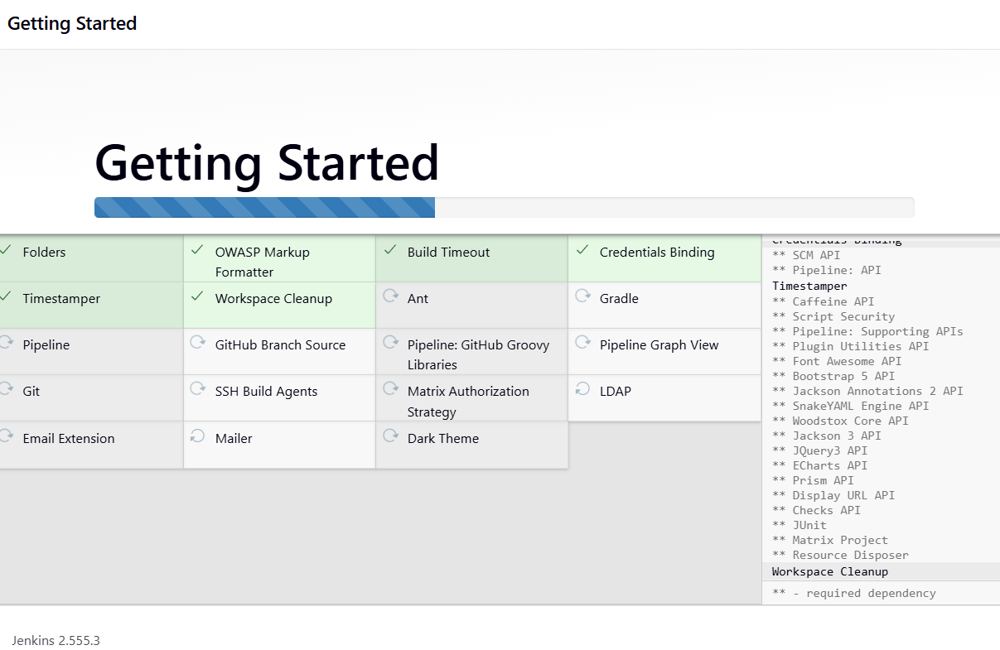 Getting Started
Getting Started
Folders
OWASP Markup
Formatter
Build Timeout
Credentials Binding
Timestamper
Workspace Cleanup
Ant
Gradle
Pipeline
GitHub Branch Source
Pipeline: GitHub Groovy
Libraries
Pipeline Graph View
Git
SSH Build Agents
Matrix Authorization
Strategy
LDAP
Email Extension
Mailer
Dark Theme
Credentials Binding
** SCM API
** Pipeline: API
Timestamper
** Caffeine API
** Script Security
** Pipeline: Supporting APIs
** Plugin Utilities API
** Font Awesome API
** Bootstrap 5 API
** Jackson Annotations 2 API
** SnakeYAML Engine API
** Woodstox Core API
** Jackson 3 API
** JQuery3 API
** ECharts API
** Prism API
** Display URL API
** Checks API
** JUnit
** Matrix Project
** Resource Disposer
Workspace Cleanup
** - required dependency
Jenkins 2.555.3